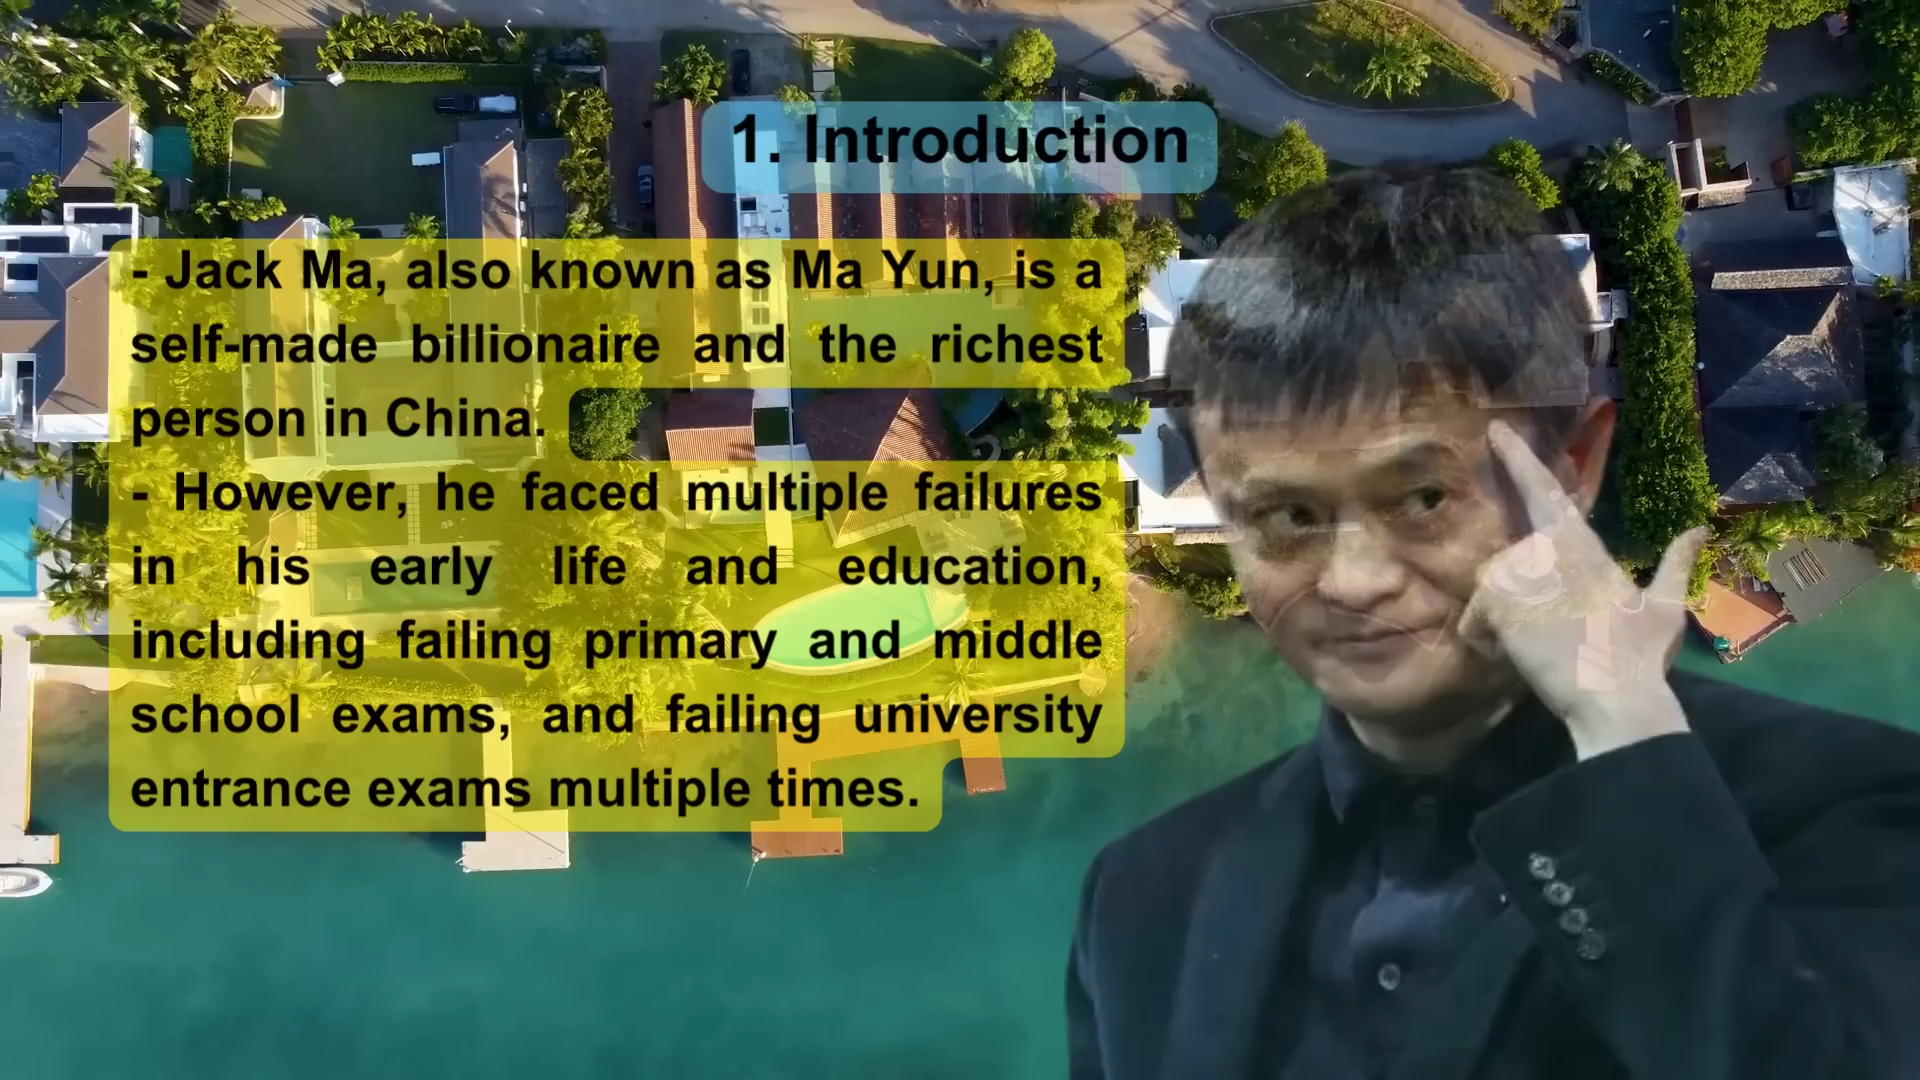 1. Introduction
- Jack Ma, also known as Ma Yun, is a
self-made billionaire and the richest
person in China.
- However, he faced multiple failures
in his early life and education,
including failing primary and middle
school exams, and failing university
entrance exams multiple times.